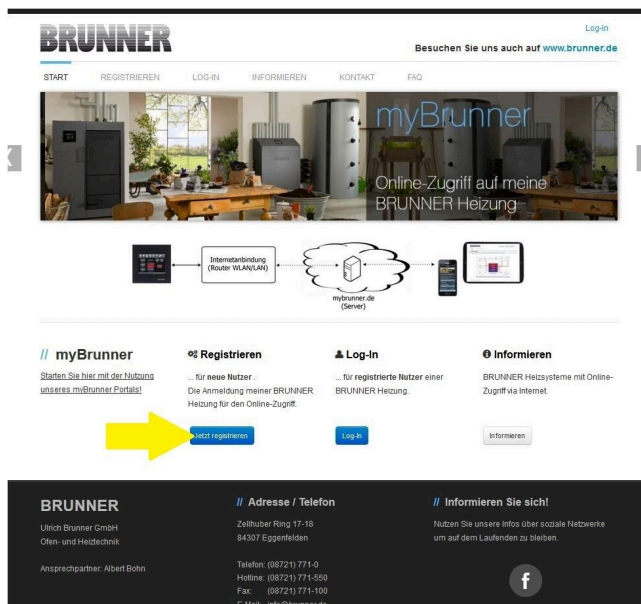 Log-In
BRUNNER
Besuchen Sie uns auch auf www.brunner.de
START REGISTRIEREN LOG-IN INFORMIEREN KONTAKT FAQ
myBrunner
Online-Zugriff auf meine
BRUNNER Heizung
Internetanbindung
(Router WLAN/LAN)
mybrunner.de
(Server)
// myBrunner
Starten Sie hier mit der Nutzung
unseres myBrunner Portals!
Registrieren
... für neue Nutzer .
Die Anmeldung meiner BRUNNER
Heizung für den Online-Zugriff.
Jetzt registrieren
Log-In
... für registrierte Nutzer einer
BRUNNER Heizung.
Log-In
Informieren
BRUNNER Heizsysteme mit Online-
Zugriff via Internet.
Informieren
BRUNNER
Ulrich Brunner GmbH
Ofen- und Heiztechnik
Ansprechpartner: Albert Bohn
// Adresse / Telefon
Zellhuber Ring 17-18
84307 Eggenfelden
Telefon: (08721) 771-0
Hotline: (08721) 771-550
Fax: (08721) 771-100
E-Mail: info@brunner.de
// Informieren Sie sich!
Nutzen Sie unsere Infos über soziale Netzwerke
um auf dem Laufenden zu bleiben.
f